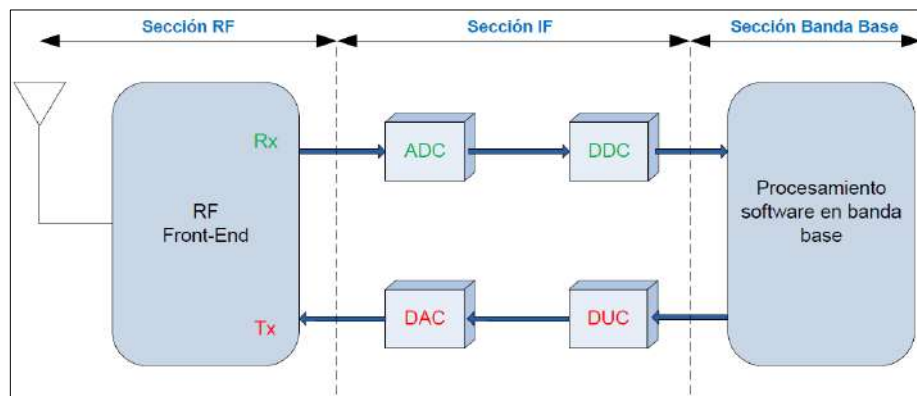 Sección RF
Sección IF
Sección Banda Base
Rx
ADC
DDC
RF
Front-End
Procesamiento
software en banda
base
Tx
DAC
DUC